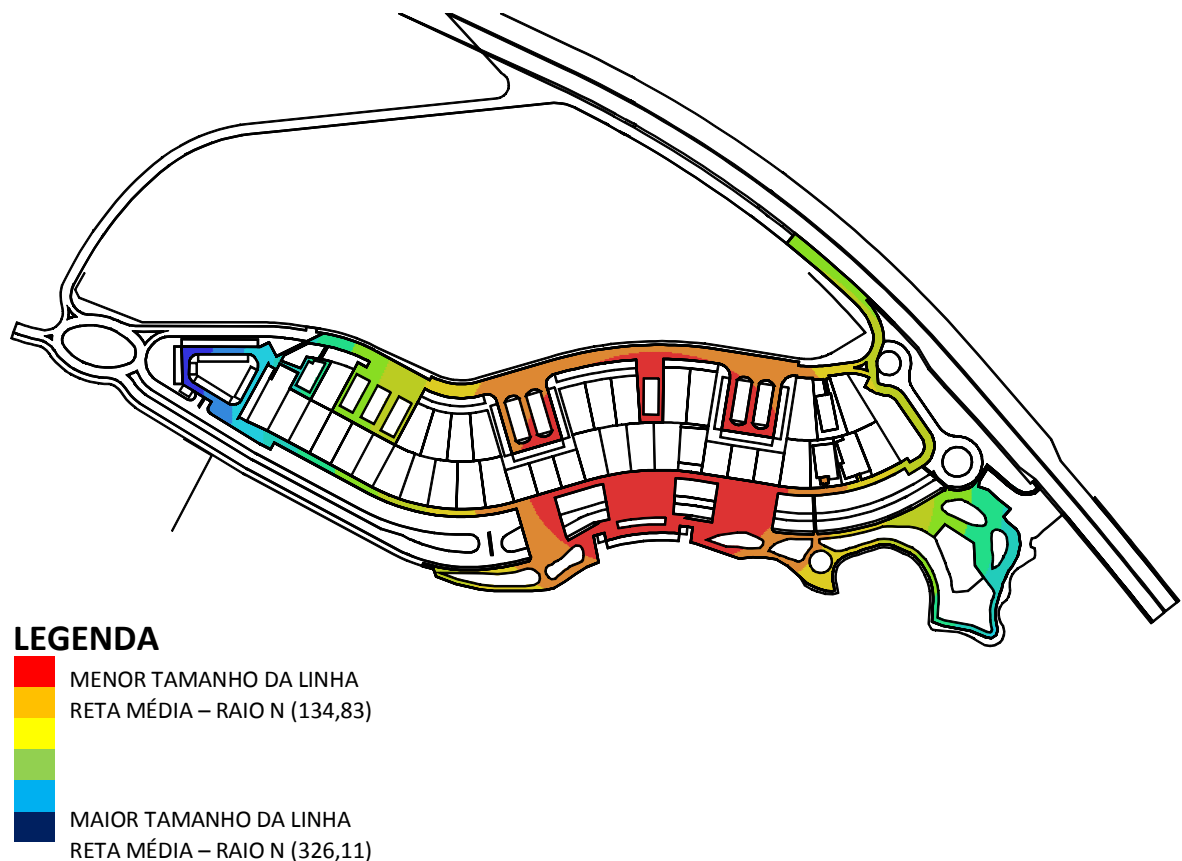 LEGENDA
MENOR TAMANHO DA LINHA
RETA MÉDIA – RAIO N (134,83)
MAIOR TAMANHO DA LINHA
RETA MÉDIA – RAIO N (326,11)